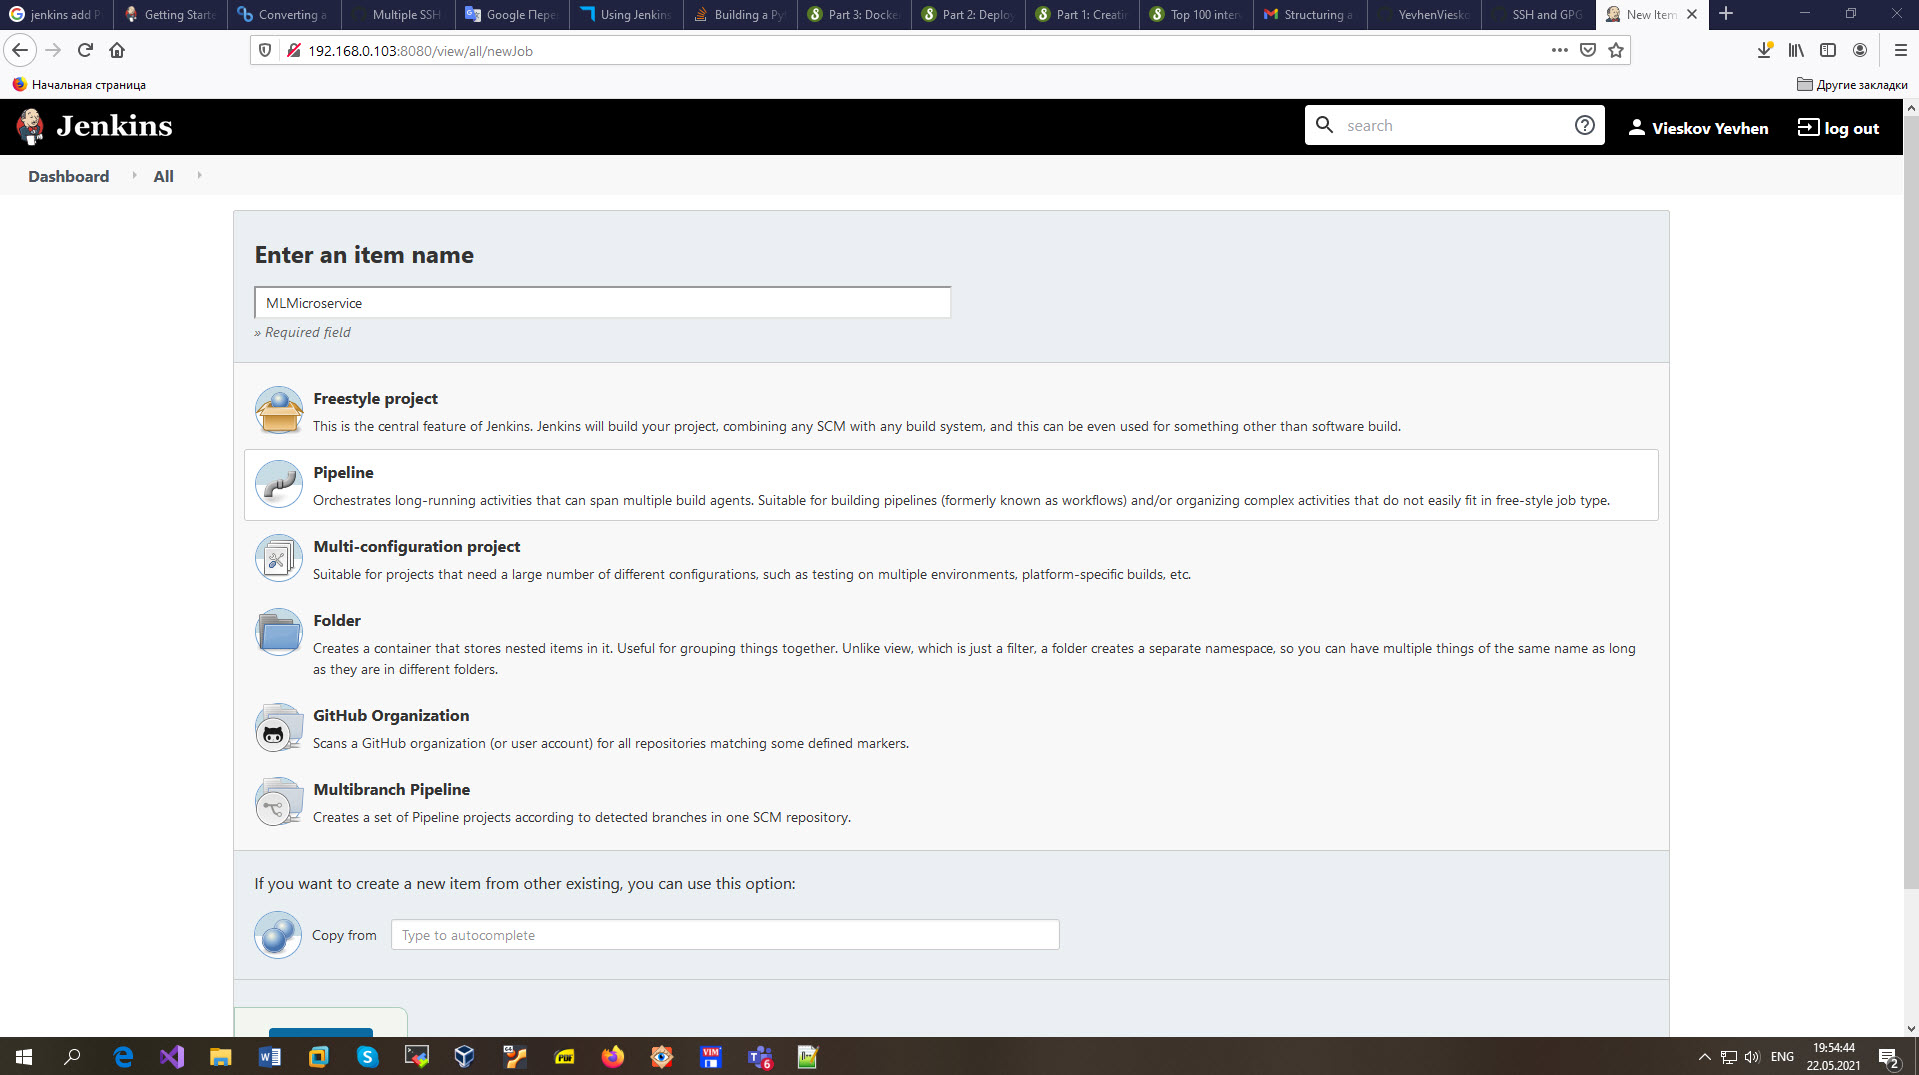 jenkins add P
Getting Starte
Converting a
Multiple SSH
Google Пере
Using Jenkins
Building a Py
Part 3: Docke
Part 2: Deplo
Part 1: Creati
Top 100 inter
Structuring a
YevhenViesko
SSH and GPG
New Item
192.168.0.103:8080/view/all/newJob
Начальная страница
Другие закладки
Jenkins
search
Vieskov Yevhen
log out
Dashboard
All
Enter an item name
MLMicroservice
» Required field
Freestyle project
This is the central feature of Jenkins. Jenkins will build your project, combining any SCM with any build system, and this can be even used for something other than software build.
Pipeline
Orchestrates long-running activities that can span multiple build agents. Suitable for building pipelines (formerly known as workflows) and/or organizing complex activities that do not easily fit in free-style job type.
Multi-configuration project
Suitable for projects that need a large number of different configurations, such as testing on multiple environments, platform-specific builds, etc.
Folder
Creates a container that stores nested items in it. Useful for grouping things together. Unlike view, which is just a filter, a folder creates a separate namespace, so you can have multiple things of the same name as long
as they are in different folders.
GitHub Organization
Scans a GitHub organization (or user account) for all repositories matching some defined markers.
Multibranch Pipeline
Creates a set of Pipeline projects according to detected branches in one SCM repository.
If you want to create a new item from other existing, you can use this option:
Copy from
Type to autocomplete
ENG
19:54:44
22.05.2021
2